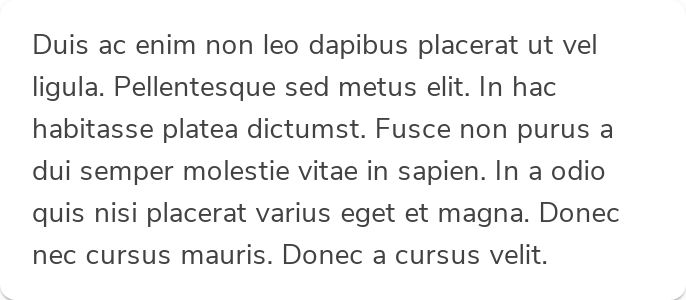 Duis ac enim non leo dapibus placerat ut vel
ligula. Pellentesque sed metus elit. In hac
habitasse platea dictumst. Fusce non purus a
dui semper molestie vitae in sapien. In a odio
quis nisi placerat varius eget et magna. Donec
nec cursus mauris. Donec a cursus velit.